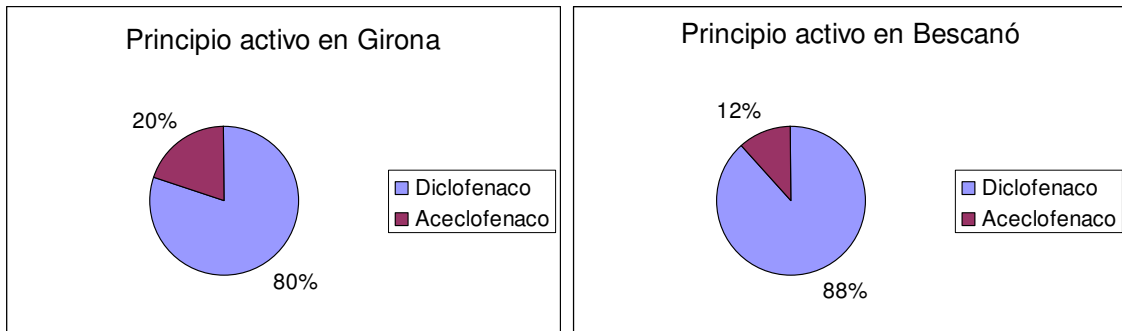 Principio activo en Girona
20%
80%
Diclofenaco
Aceclofenaco
Principio activo en Bescanó
12%
88%
Diclofenaco
Aceclofenaco